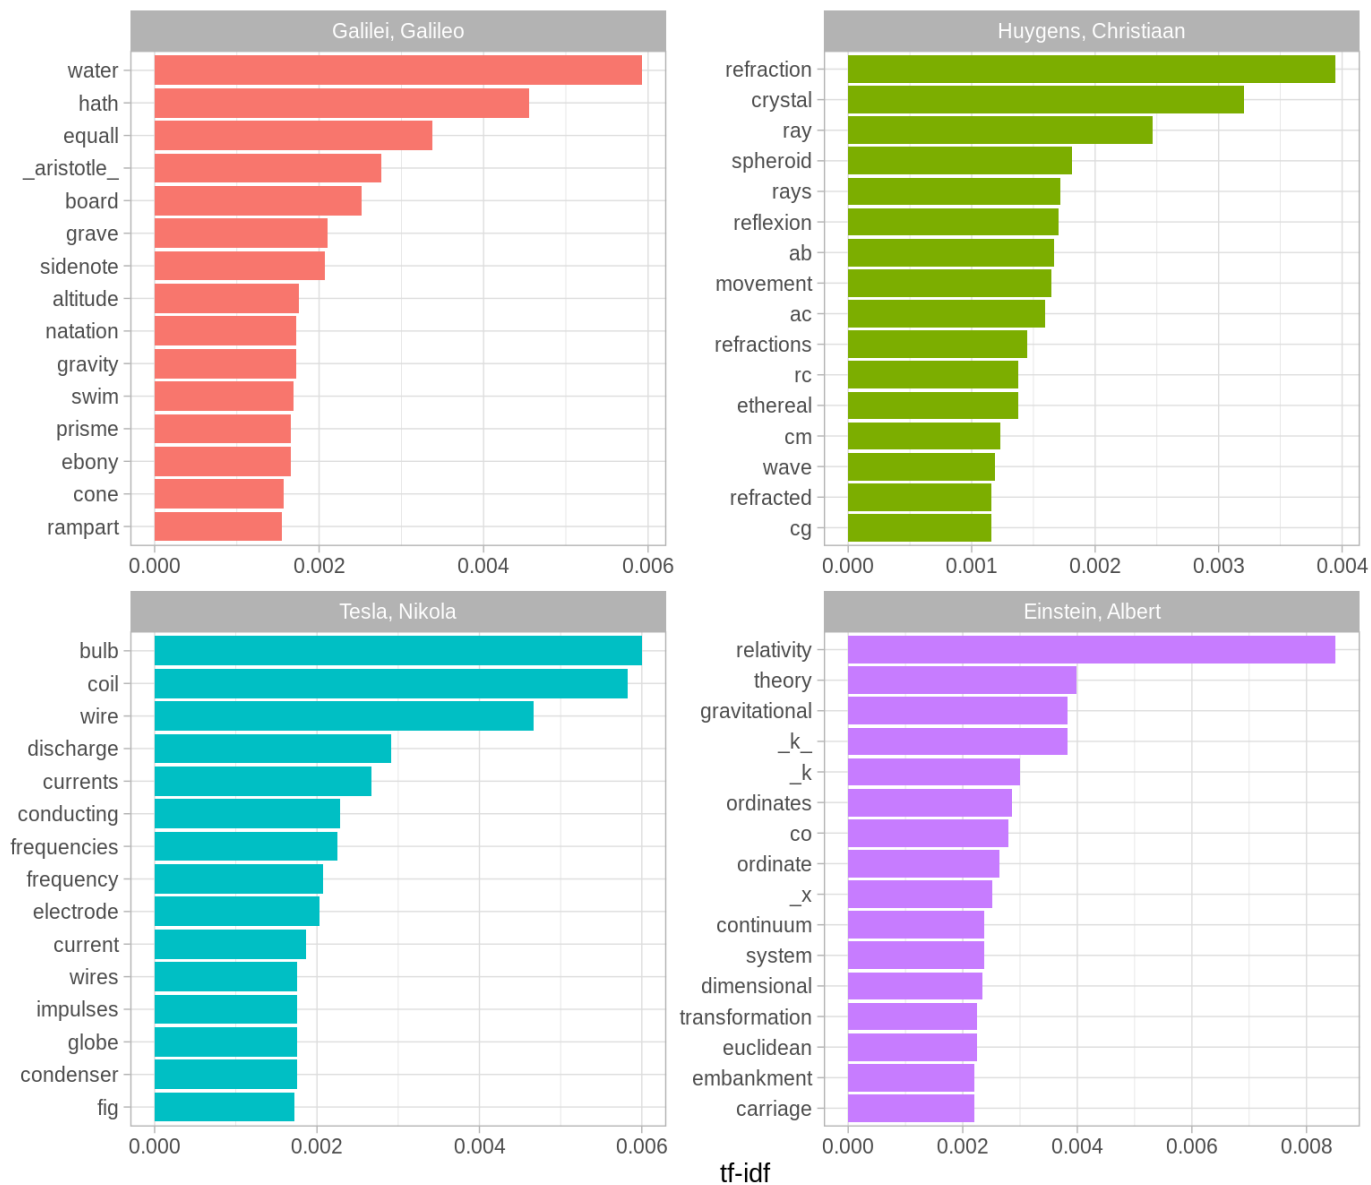 Galilei, Galileo
water
hath
equall
_aristotle_
board
grave
sidenote
altitude
natation
gravity
swim
prisme
ebony
cone
rampart
0.000 0.002 0.004 0.006
Huygens, Christiaan
refraction
crystal
ray
spheroid
rays
reflexion
ab
movement
ac
refractions
rc
ethereal
cm
wave
refracted
cg
0.000 0.001 0.002 0.003 0.004
Tesla, Nikola
bulb
coil
wire
discharge
currents
conducting
frequencies
frequency
electrode
current
wires
impulses
globe
condenser
fig
0.000 0.002 0.004 0.006
Einstein, Albert
relativity
theory
gravitational
_k_
_k
ordinates
co
ordinate
_x
continuum
system
dimensional
transformation
euclidean
embankment
carriage
0.000 0.002 0.004 0.006 0.008
tf-idf